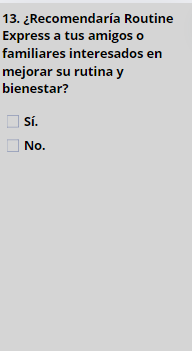 13. ¿Recomendaría Routine
Express a tus amigos o
familiares interesados en
mejorar su rutina y
bienestar?
Sí.
No.